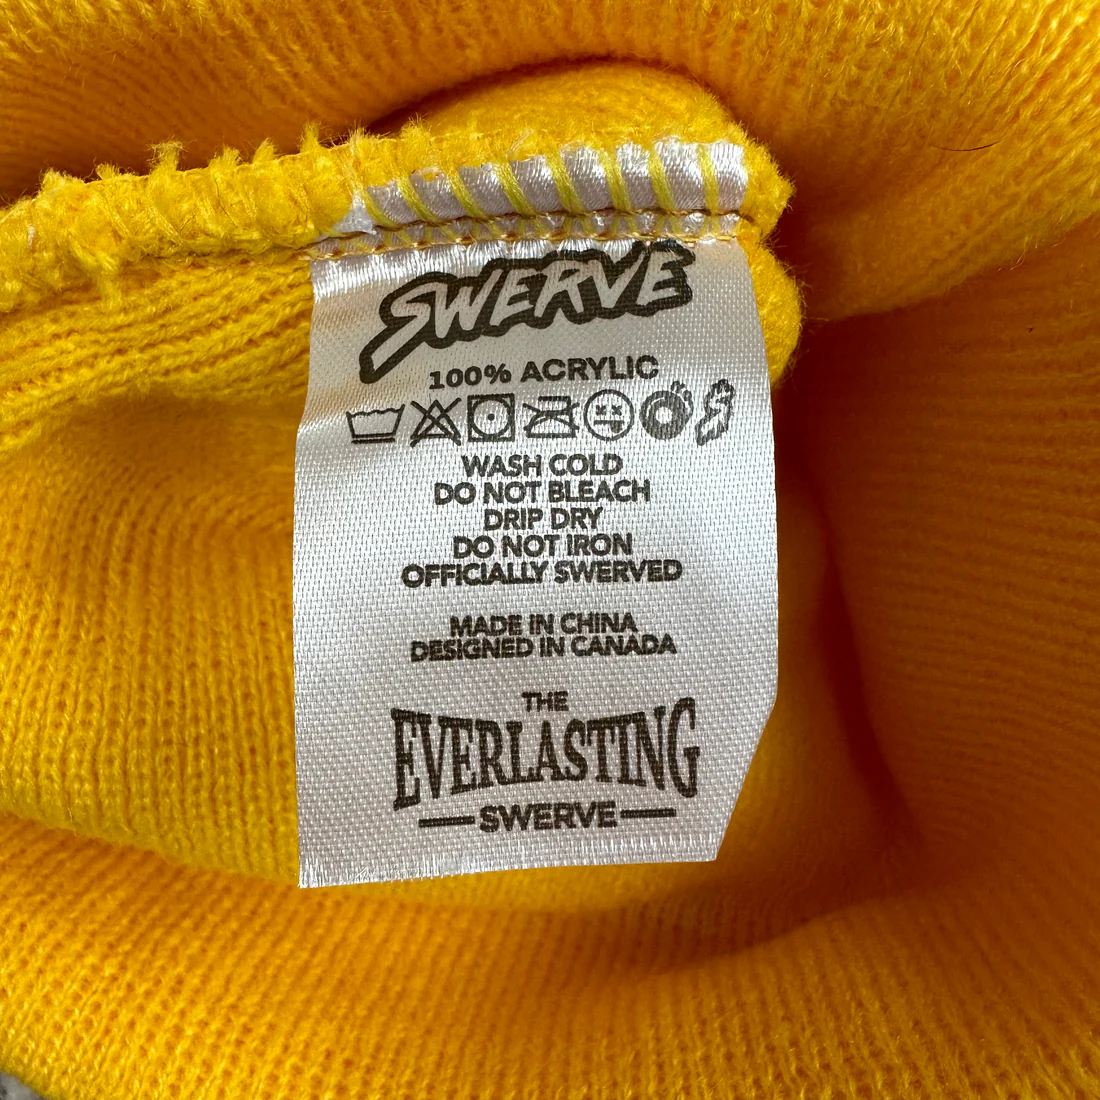 SWERVE
100% ACRYLIC
WASH COLD
DO NOT BLEACH
DRIP DRY
DO NOT IRON
OFFICIALLY SWERVED
MADE IN CHINA
DESIGNED IN CANADA
THE
EVERLASTING
SWERVE